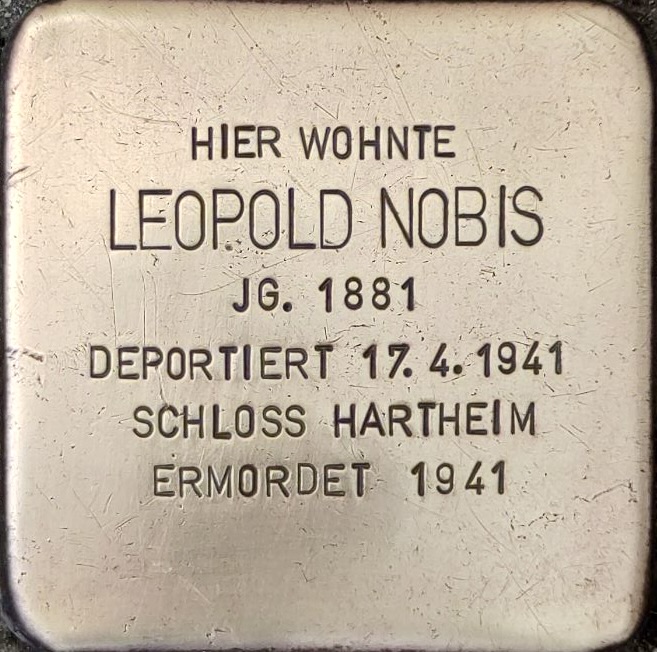 HIER WOHNTE
LEOPOLD NOBIS
JG. 1881
DEPORTIERT 17.4.1941
SCHLOSS HARTHEIM
ERMORDET 1941